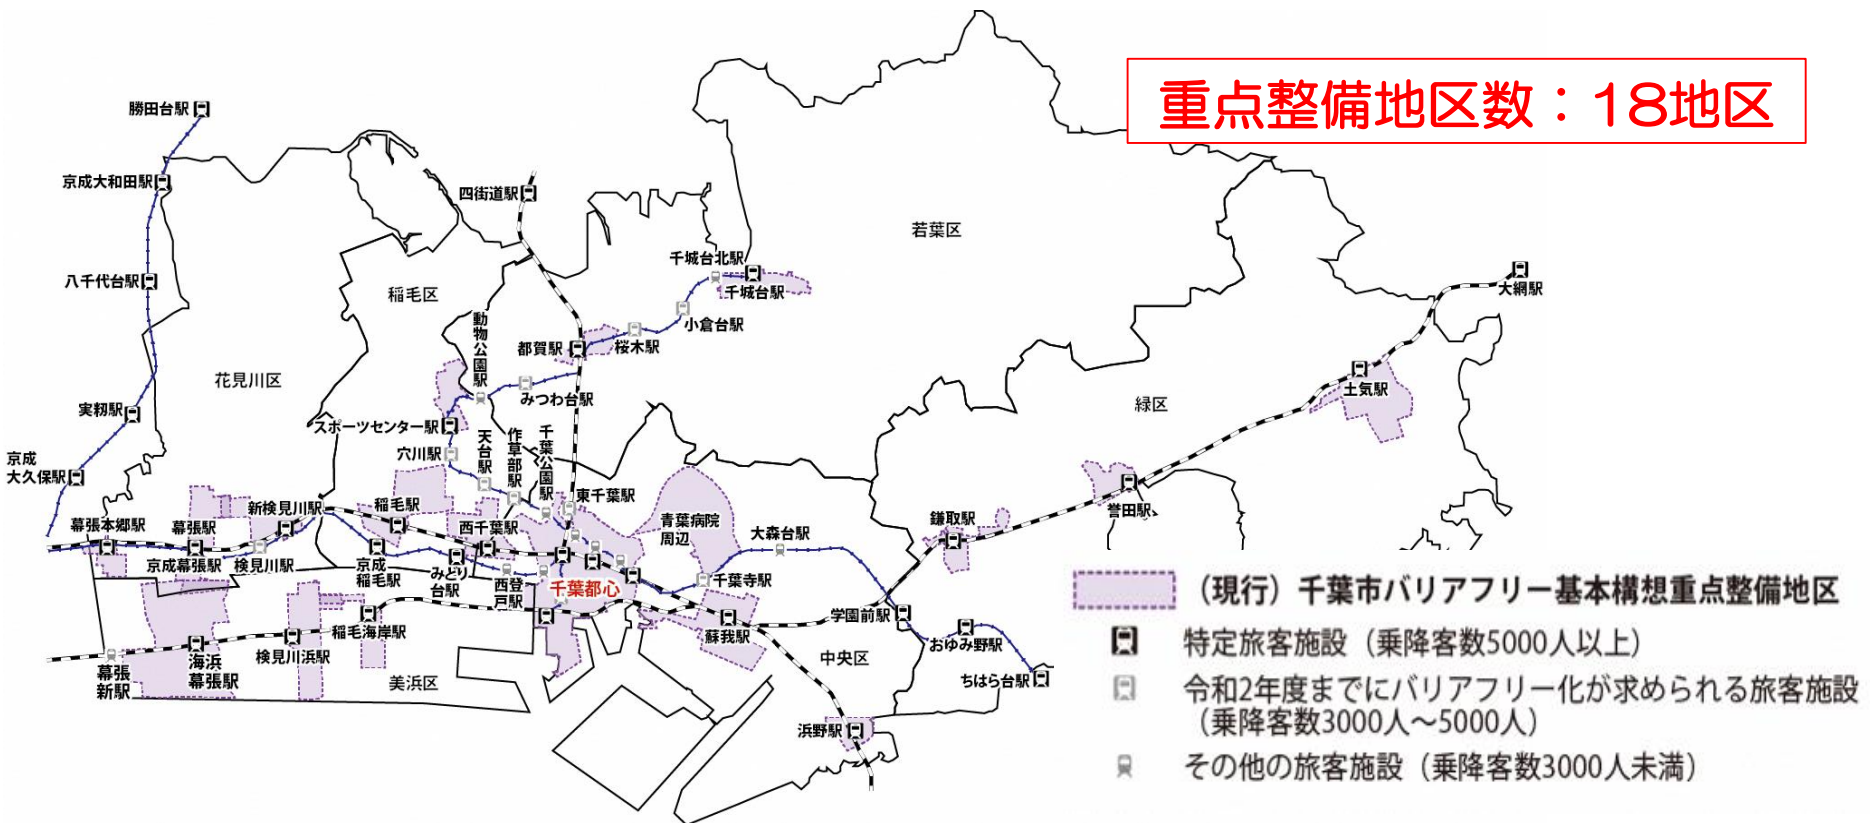 重点整備地区数：18地区
勝田台駅
京成大和田駅
四街道駅
若葉区
千城台北駅
千城台駅
八千代台駅
稲毛区
小倉台駅
大網駅
動物公園駅
都賀駅
桜木駅
花見川区
みつわ台駅
土気駅
緑区
実籾駅
スポーツセンター駅
天台駅
作草部駅
千葉公園駅
穴川駅
京成
大久保駅
東千葉駅
新検見川駅
稲毛駅
幕張本郷駅
幕張駅
西千葉駅
青葉病院
周辺
大森台駅
鎌取駅
誉田駅
京成幕張駅
検見川駅
京成
稲毛駅
みどり
台駅
西登
戸駅
千葉都心
千葉寺駅
（現行）千葉市バリアフリー基本構想重点整備地区
稲毛海岸駅
蘇我駅
学園前駅
おゆみ野駅
特定旅客施設（乗降客数5000人以上）
幕張
新駅
海浜
幕張駅
検見川浜駅
美浜区
中央区
ちはら台駅
令和2年度までにバリアフリー化が求められる旅客施設
（乗降客数3000人～5000人）
浜野駅
その他の旅客施設（乗降客数3000人未満）